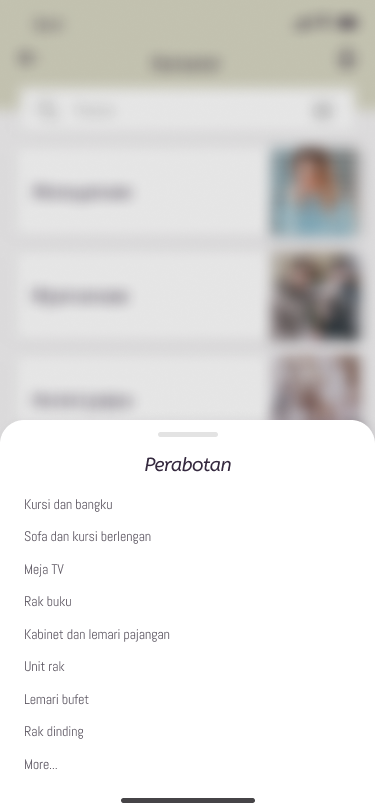 Perabotan
Kursi dan bangku
Sofa dan kursi berlengan
Meja TV
Rak buku
Kabinet dan lemari pajangan
Unit rak
Lemari bufet
Rak dinding
More...